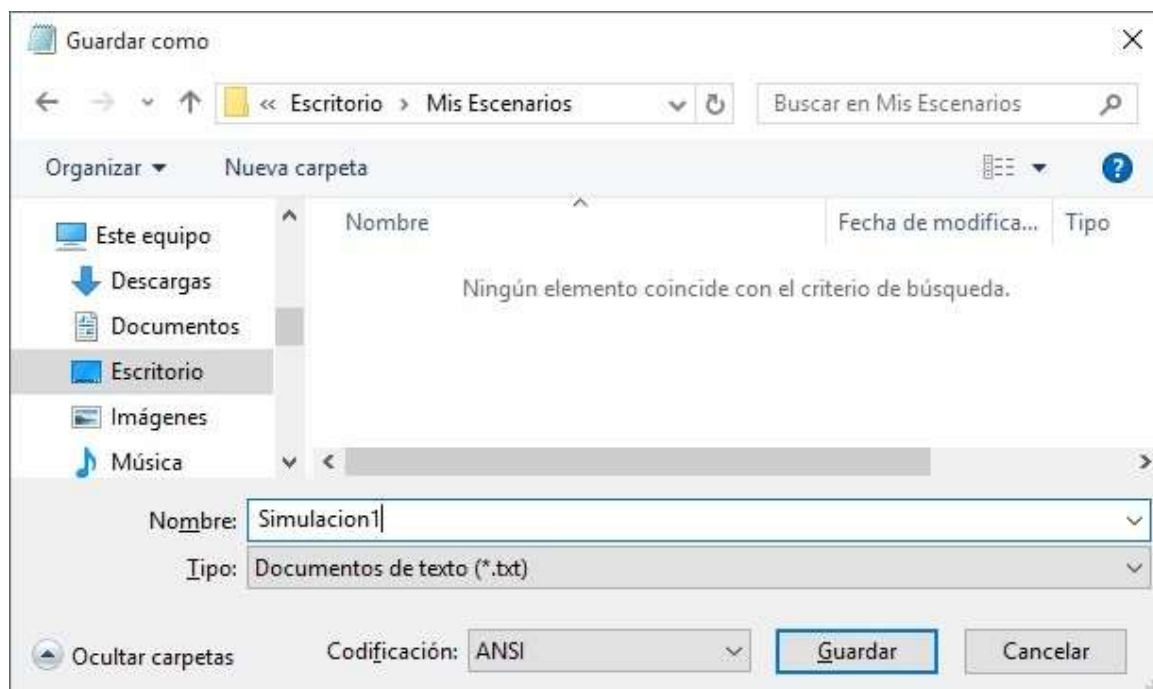 Guardar como
« Escritorio > Mis Escenarios
Buscar en Mis Escenarios
Organizar
Nueva carpeta
?
Este equipo
Descargas
Documentos
Escritorio
Imágenes
Música
Nombre
Fecha de modifica...
Tipo
Ningún elemento coincide con el criterio de búsqueda.
Nombre: Simulacion1
Tipo: Documentos de texto (*.txt)
Ocultar carpetas
Codificación: ANSI
Guardar
Cancelar